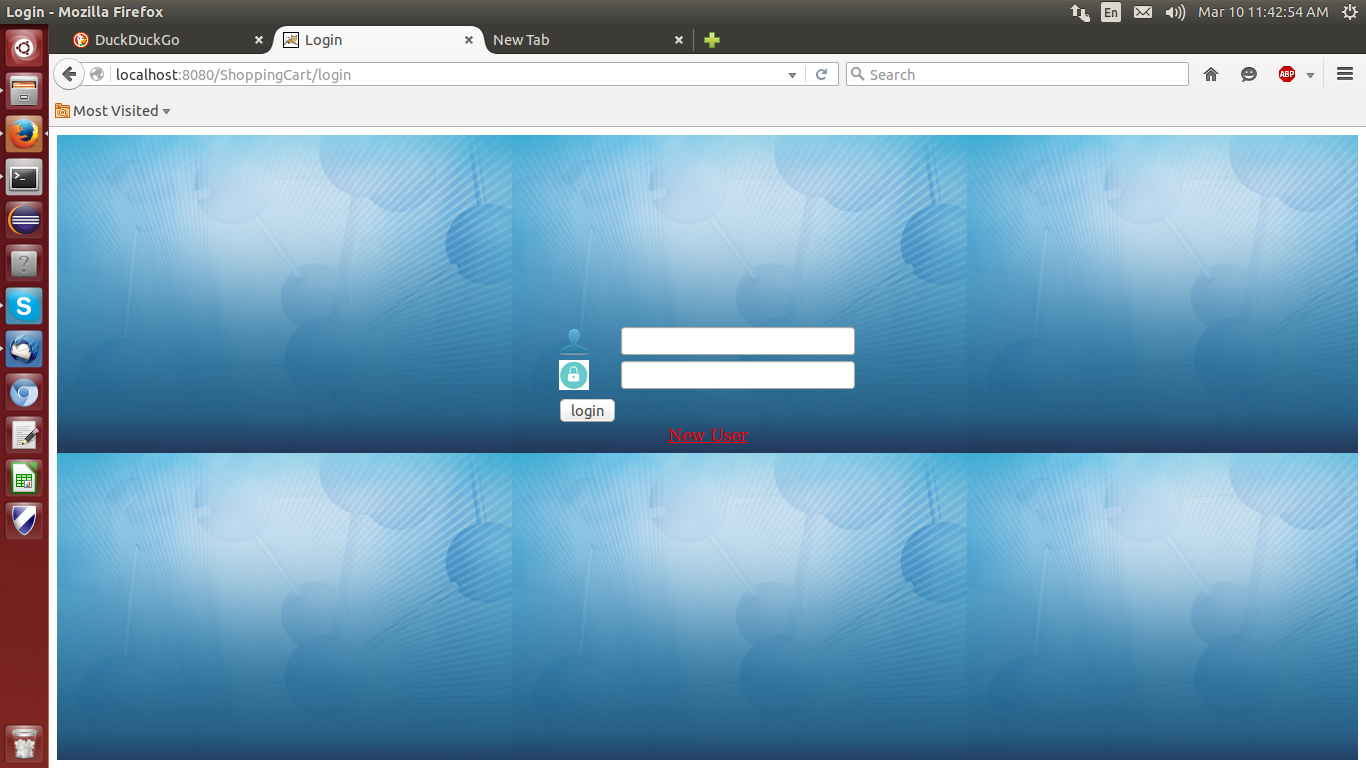 Login - Mozilla Firefox
En
Mar 10 11:42:54 AM
DuckDuckGo
Login
New Tab
localhost:8080/ShoppingCart/login
Search
ABP
Most Visited
S
login
New User